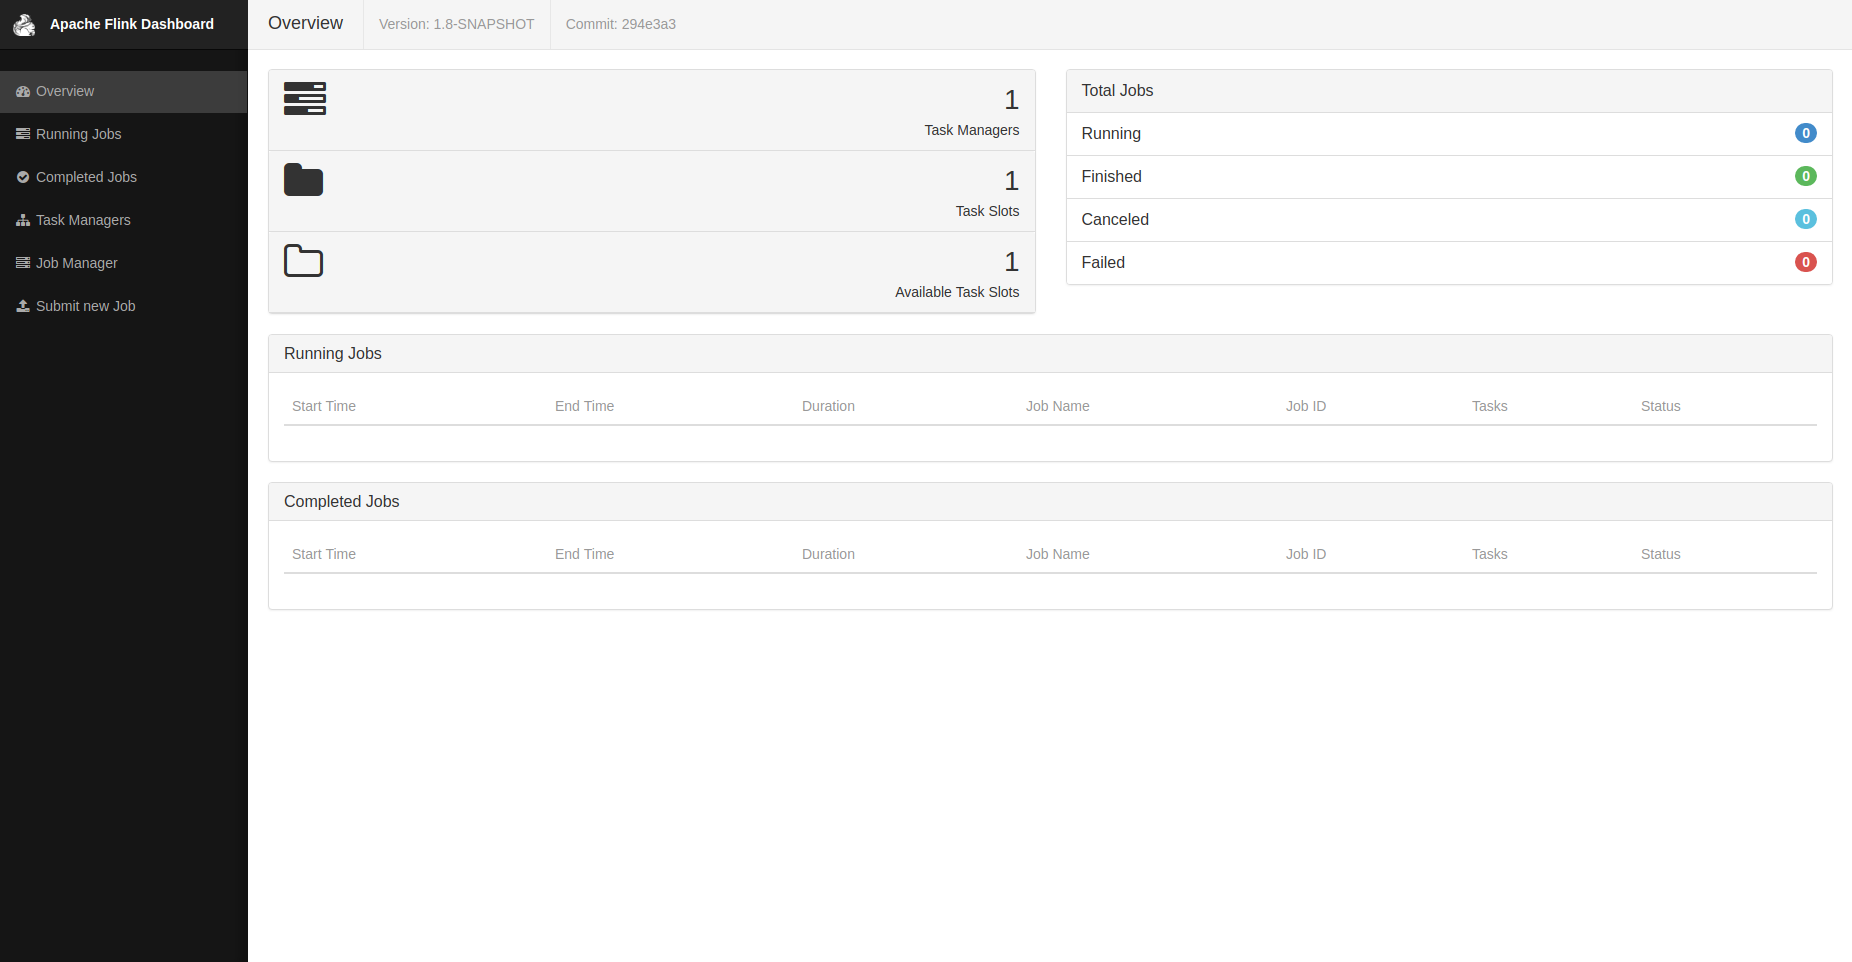 Apache Flink Dashboard
Overview
Running Jobs
Completed Jobs
Task Managers
Job Manager
Submit new Job
Overview
Version: 1.8-SNAPSHOT
Commit: 294e3a3
1
Task Managers
1
Task Slots
1
Available Task Slots
Total Jobs
Running 0
Finished 0
Canceled 0
Failed 0
Running Jobs
Start Time End Time Duration Job Name Job ID Tasks Status
Completed Jobs
Start Time End Time Duration Job Name Job ID Tasks Status